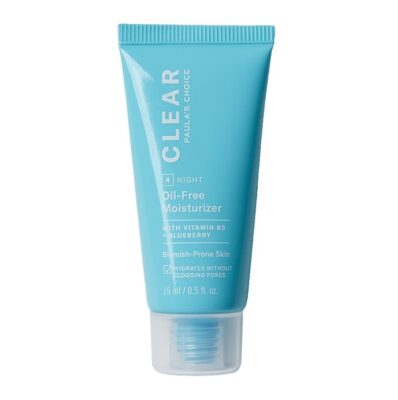 CLEAR
PAULA'S CHOICE
4 NIGHT
Oil-Free
Moisturizer
WITH VITAMIN B3
+ BLUEBERRY
Blemish-Prone Skin
HYDRATES WITHOUT
CLOGGING PORES
15 ml / 0.5 fl. oz.